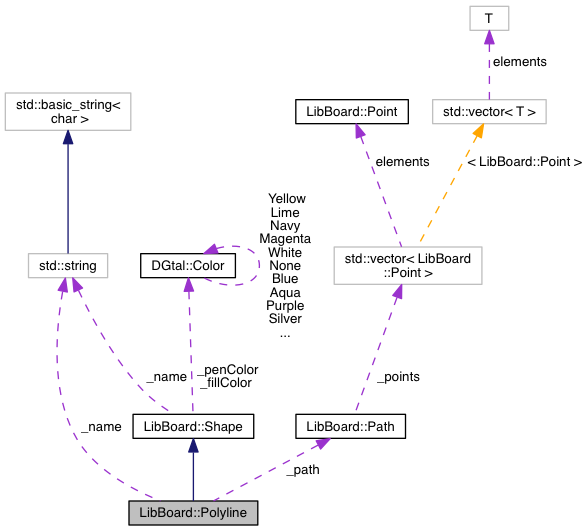 T
elements
std::basic_string<
char >
LibBoard::Point
std::vector< T >
elements
< LibBoard::Point >
Yellow
Lime
Navy
Magenta
White
None
Blue
Aqua
Purple
Silver
...
std::string
DGtal::Color
std::vector< LibBoard
::Point >
_name
_penColor
_fillColor
_points
_name
LibBoard::Shape
LibBoard::Path
_path
LibBoard::Polyline